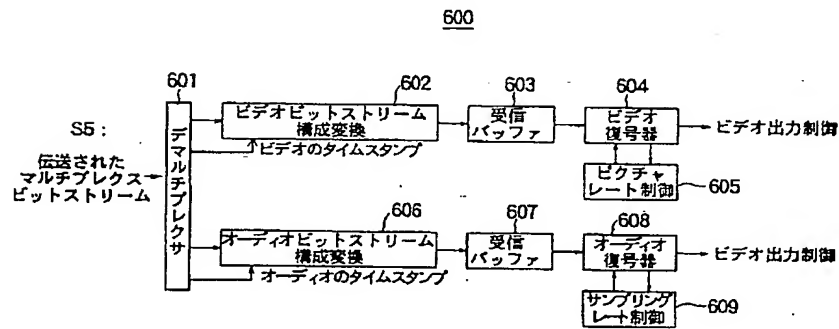 600
601
602
603
604
S5：
伝送された
マルチプレクス
ビットストリーム
デマルチプレクサ
ビデオビットストリーム
構成変換
ビデオのタイムスタンプ
受信
バッファ
ビデオ
復号器
ビデオ出力制御
ピクチャ
レート制御
605
606
607
608
オーディオビットストリーム
構成変換
オーディオのタイムスタンプ
受信
バッファ
オーディオ
復号器
ビデオ出力制御
サンプリング
レート制御
609